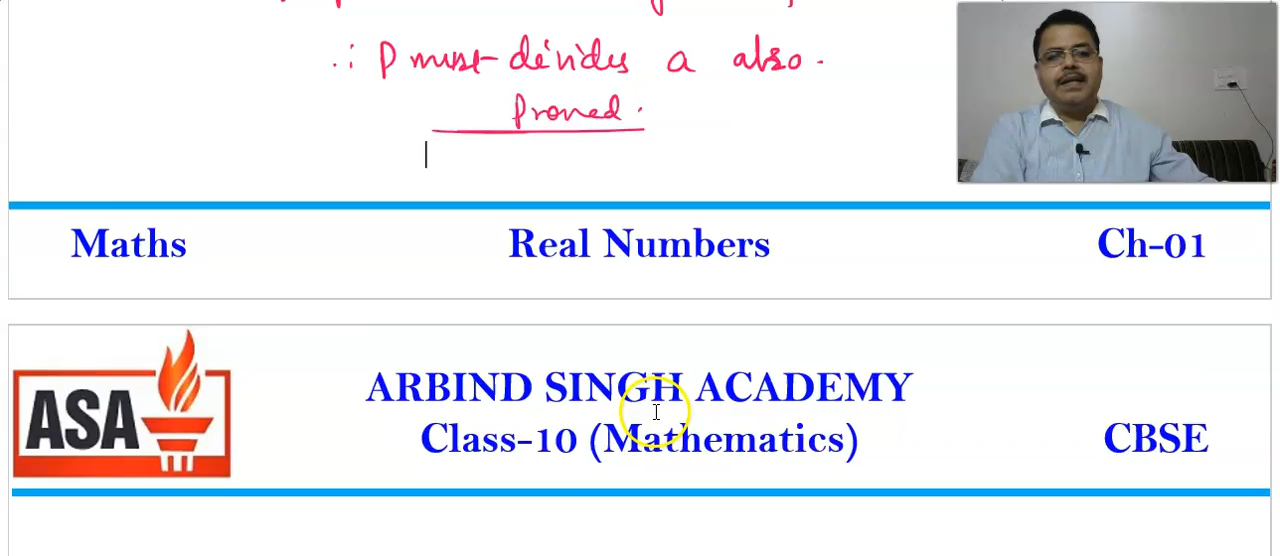 ∴ P must divides a also.
Proved.
Maths Real Numbers Ch-01
ASA
ARBIND SINGH ACADEMY
Class-10 (Mathematics) CBSE